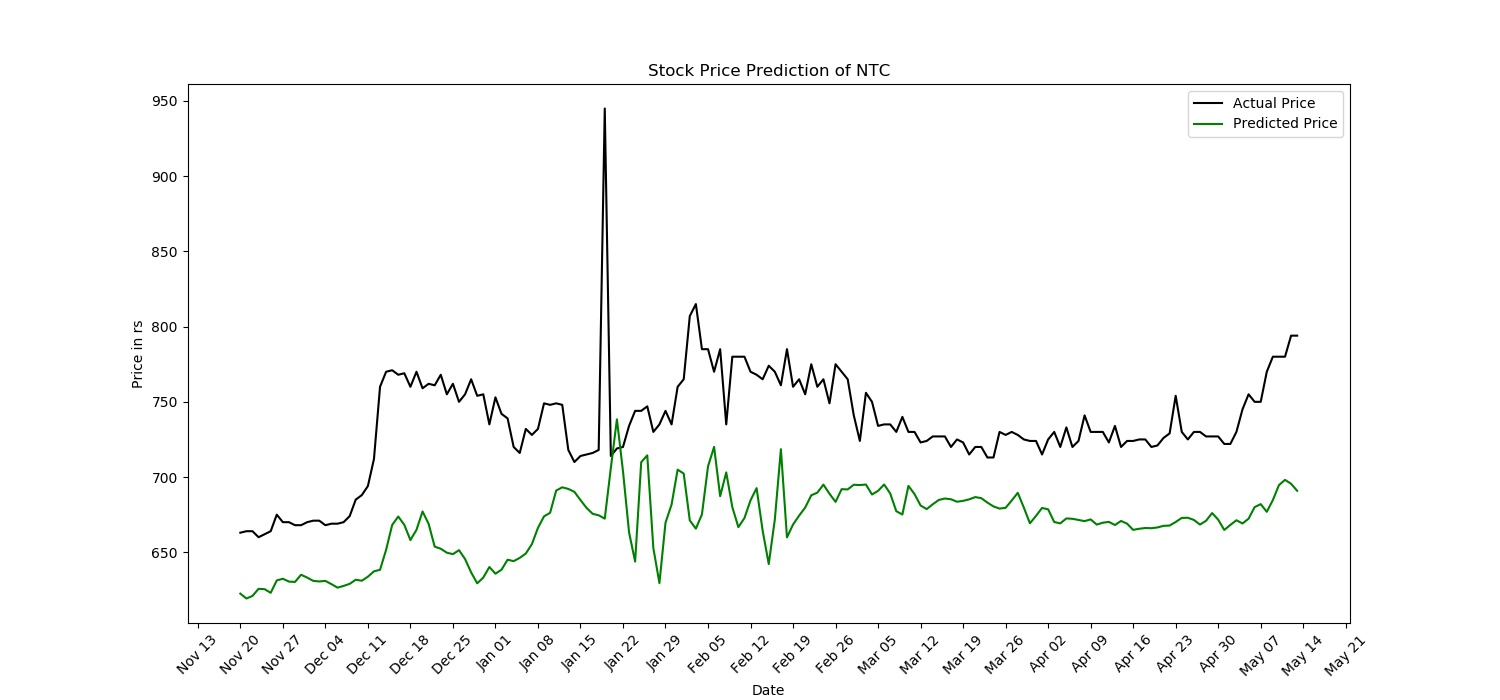 Stock Price Prediction of NTC
Actual Price
Predicted Price
950
900
850
800
750
700
650
Price in rs
Nov 13
Nov 20
Nov 27
Dec 04
Dec 11
Dec 18
Dec 25
Jan 01
Jan 08
Jan 15
Jan 22
Jan 29
Feb 05
Feb 12
Feb 19
Feb 26
Mar 05
Mar 12
Mar 19
Mar 26
Apr 02
Apr 09
Apr 16
Apr 23
Apr 30
May 07
May 14
May 21
Date